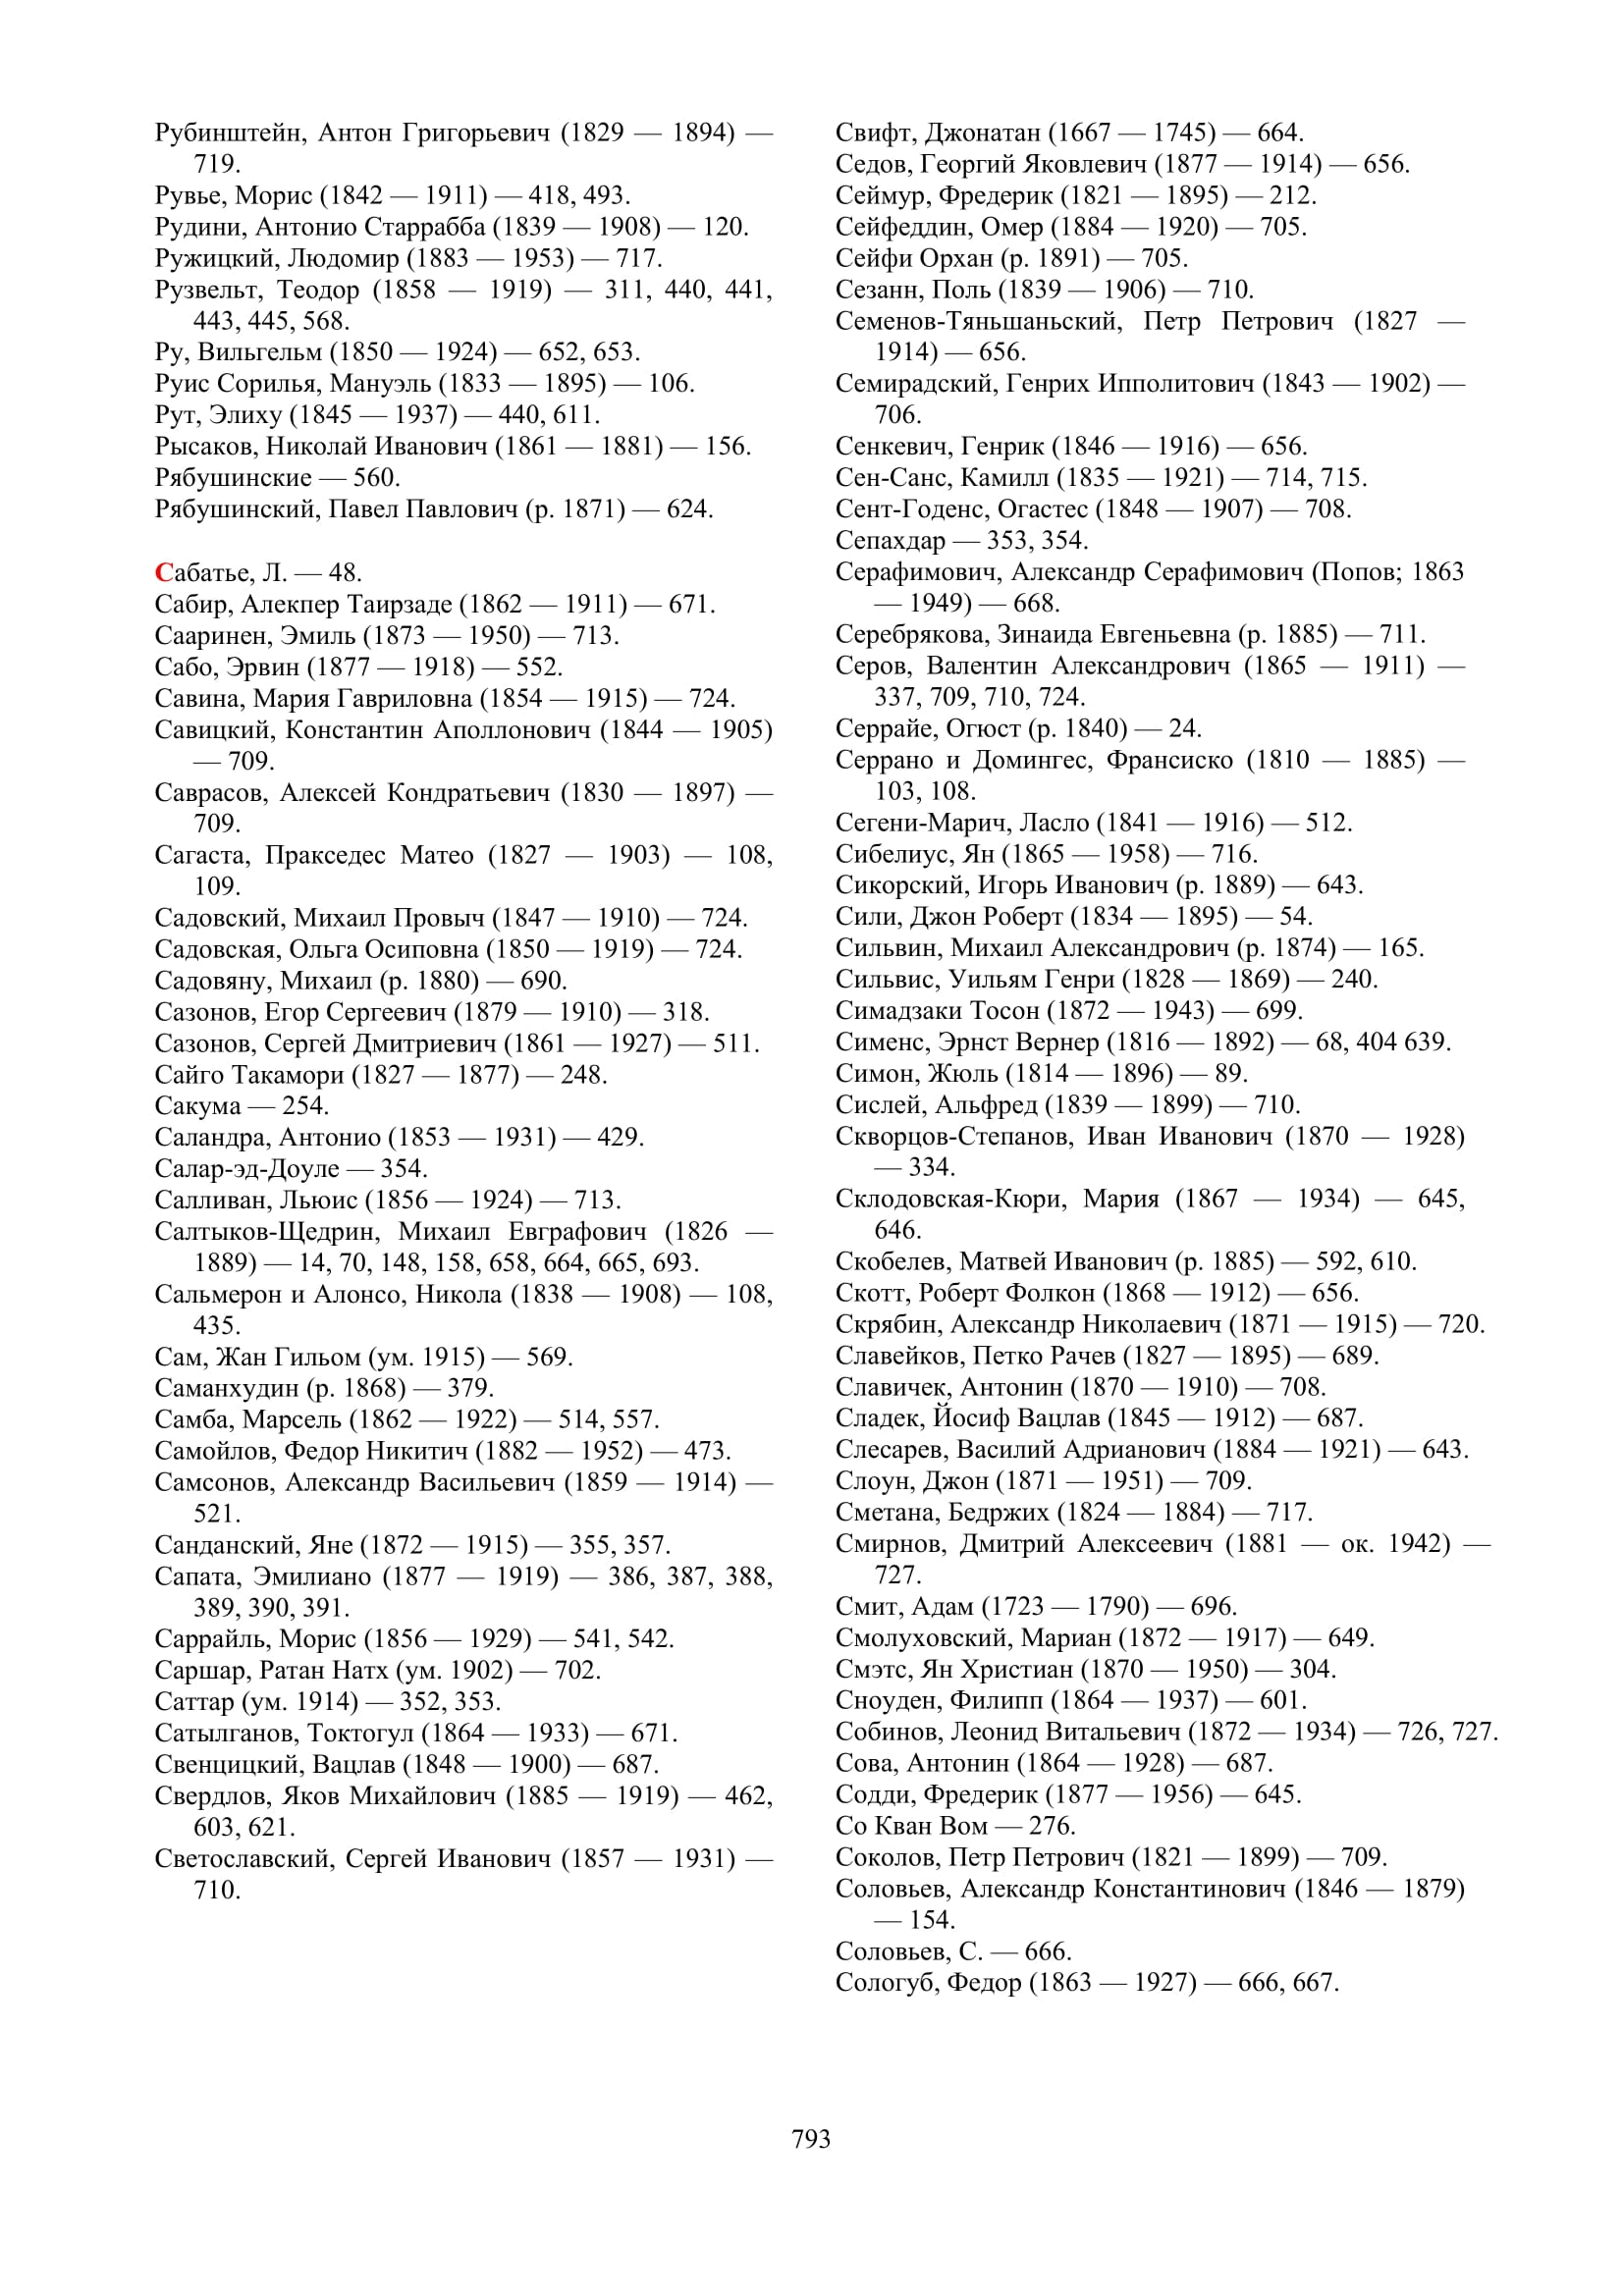 Рубинштейн, Антон Григорьевич (1829 — 1894) —
719.
Рувье, Морис (1842 — 1911) — 418, 493.
Рудини, Антонио Старрабба (1839 — 1908) — 120.
Ружицкий, Людомир (1883 — 1953) — 717.
Рузвельт, Теодор (1858 — 1919) — 311, 440, 441,
443, 445, 568.
Ру, Вильгельм (1850 — 1924) — 652, 653.
Руис Сорилья, Мануэль (1833 — 1895) — 106.
Рут, Элиху (1845 — 1937) — 440, 611.
Рысаков, Николай Иванович (1861 — 1881) — 156.
Рябушинские — 560.
Рябушинский, Павел Павлович (р. 1871) — 624.
Сабатье, Л. — 48.
Сабир, Алекпер Таирзаде (1862 — 1911) — 671.
Сааринен, Эмиль (1873 — 1950) — 713.
Сабо, Эрвин (1877 — 1918) — 552.
Савина, Мария Гавриловна (1854 — 1915) — 724.
Савицкий, Константин Аполлонович (1844 — 1905)
— 709.
Саврасов, Алексей Кондратьевич (1830 — 1897) —
709.
Сагаста, Пракседес Матео (1827 — 1903) — 108,
109.
Садовский, Михаил Провыч (1847 — 1910) — 724.
Садовская, Ольга Осиповна (1850 — 1919) — 724.
Садовяну, Михаил (р. 1880) — 690.
Сазонов, Егор Сергеевич (1879 — 1910) — 318.
Сазонов, Сергей Дмитриевич (1861 — 1927) — 511.
Сайго Такамори (1827 — 1877) — 248.
Сакума — 254.
Саландра, Антонио (1853 — 1931) — 429.
Салар-эд-Доуле — 354.
Салливан, Льюис (1856 — 1924) — 713.
Салтыков-Щедрин, Михаил Евграфович (1826 —
1889) — 14, 70, 148, 158, 658, 664, 665, 693.
Сальмерон и Алонсо, Никола (1838 — 1908) — 108,
435.
Сам, Жан Гильом (ум. 1915) — 569.
Саманхудин (р. 1868) — 379.
Самба, Марсель (1862 — 1922) — 514, 557.
Самойлов, Федор Никитич (1882 — 1952) — 473.
Самсонов, Александр Васильевич (1859 — 1914) —
521.
Санданский, Яне (1872 — 1915) — 355, 357.
Сапата, Эмилиано (1877 — 1919) — 386, 387, 388,
389, 390, 391.
Саррайль, Морис (1856 — 1929) — 541, 542.
Саршар, Ратан Натх (ум. 1902) — 702.
Саттар (ум. 1914) — 352, 353.
Сатылганов, Токтогул (1864 — 1933) — 671.
Свенцицкий, Вацлав (1848 — 1900) — 687.
Свердлов, Яков Михайлович (1885 — 1919) — 462,
603, 621.
Светославский, Сергей Иванович (1857 — 1931) —
710.
Свифт, Джонатан (1667 — 1745) — 664.
Седов, Георгий Яковлевич (1877 — 1914) — 656.
Сеймур, Фредерик (1821 — 1895) — 212.
Сейфеддин, Омер (1884 — 1920) — 705.
Сейфи Орхан (р. 1891) — 705.
Сезанн, Поль (1839 — 1906) — 710.
Семенов-Тяньшаньский, Петр Петрович (1827 —
1914) — 656.
Семирадский, Генрих Ипполитович (1843 — 1902) —
706.
Сенкевич, Генрик (1846 — 1916) — 656.
Сен-Санс, Камилл (1835 — 1921) — 714, 715.
Сент-Годенс, Огастес (1848 — 1907) — 708.
Сепахдар — 353, 354.
Серафимович, Александр Серафимович (Попов; 1863
— 1949) — 668.
Серебрякова, Зинаида Евгеньевна (р. 1885) — 711.
Серов, Валентин Александрович (1865 — 1911) —
337, 709, 710, 724.
Серрайе, Огюст (р. 1840) — 24.
Серрано и Домингес, Франсиско (1810 — 1885) —
103, 108.
Сегени-Марич, Ласло (1841 — 1916) — 512.
Сибелиус, Ян (1865 — 1958) — 716.
Сикорский, Игорь Иванович (р. 1889) — 643.
Сили, Джон Роберт (1834 — 1895) — 54.
Сильвин, Михаил Александрович (р. 1874) — 165.
Сильвис, Уильям Генри (1828 — 1869) — 240.
Симадзаки Тосон (1872 — 1943) — 699.
Сименс, Эрнст Вернер (1816 — 1892) — 68, 404 639.
Симон, Жюль (1814 — 1896) — 89.
Сислей, Альфред (1839 — 1899) — 710.
Скворцов-Степанов, Иван Иванович (1870 — 1928)
— 334.
Склодовская-Кюри, Мария (1867 — 1934) — 645,
646.
Скобелев, Матвей Иванович (р. 1885) — 592, 610.
Скотт, Роберт Фолкон (1868 — 1912) — 656.
Скрябин, Александр Николаевич (1871 — 1915) — 720.
Славейков, Петко Рачев (1827 — 1895) — 689.
Славичек, Антонин (1870 — 1910) — 708.
Сладек, Йосиф Вацлав (1845 — 1912) — 687.
Слесарев, Василий Адрианович (1884 — 1921) — 643.
Слоун, Джон (1871 — 1951) — 709.
Сметана, Бедржих (1824 — 1884) — 717.
Смирнов, Дмитрий Алексеевич (1881 — ок. 1942) —
727.
Смит, Адам (1723 — 1790) — 696.
Смолуховский, Мариан (1872 — 1917) — 649.
Смэтс, Ян Христиан (1870 — 1950) — 304.
Сноуден, Филипп (1864 — 1937) — 601.
Собинов, Леонид Витальевич (1872 — 1934) — 726, 727.
Сова, Антонин (1864 — 1928) — 687.
Содди, Фредерик (1877 — 1956) — 645.
Со Кван Вом — 276.
Соколов, Петр Петрович (1821 — 1899) — 709.
Соловьев, Александр Константинович (1846 — 1879)
— 154.
Соловьев, С. — 666.
Сологуб, Федор (1863 — 1927) — 666, 667.
793